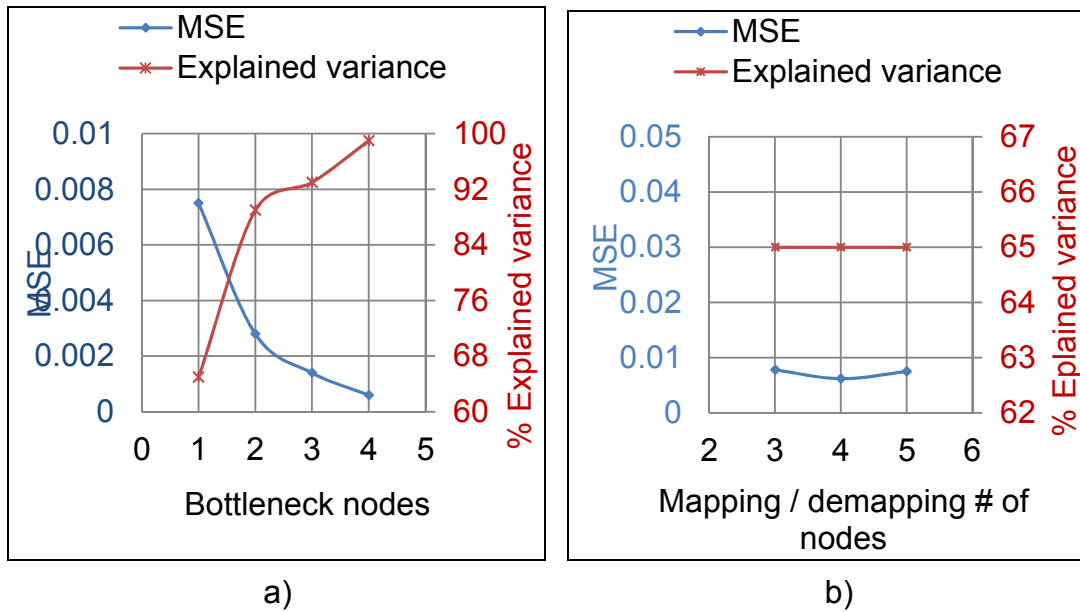 MSE
Explained variance
0.01
0.008
0.006
0.004
0.002
0
MSE
100
92
84
76
68
60
% Explained variance
0 1 2 3 4 5
Bottleneck nodes
a)
MSE
Explained variance
0.05
0.04
0.03
0.02
0.01
0
MSE
67
66
65
64
63
62
% Eplained variance
2 3 4 5 6
Mapping / demapping # of
nodes
b)